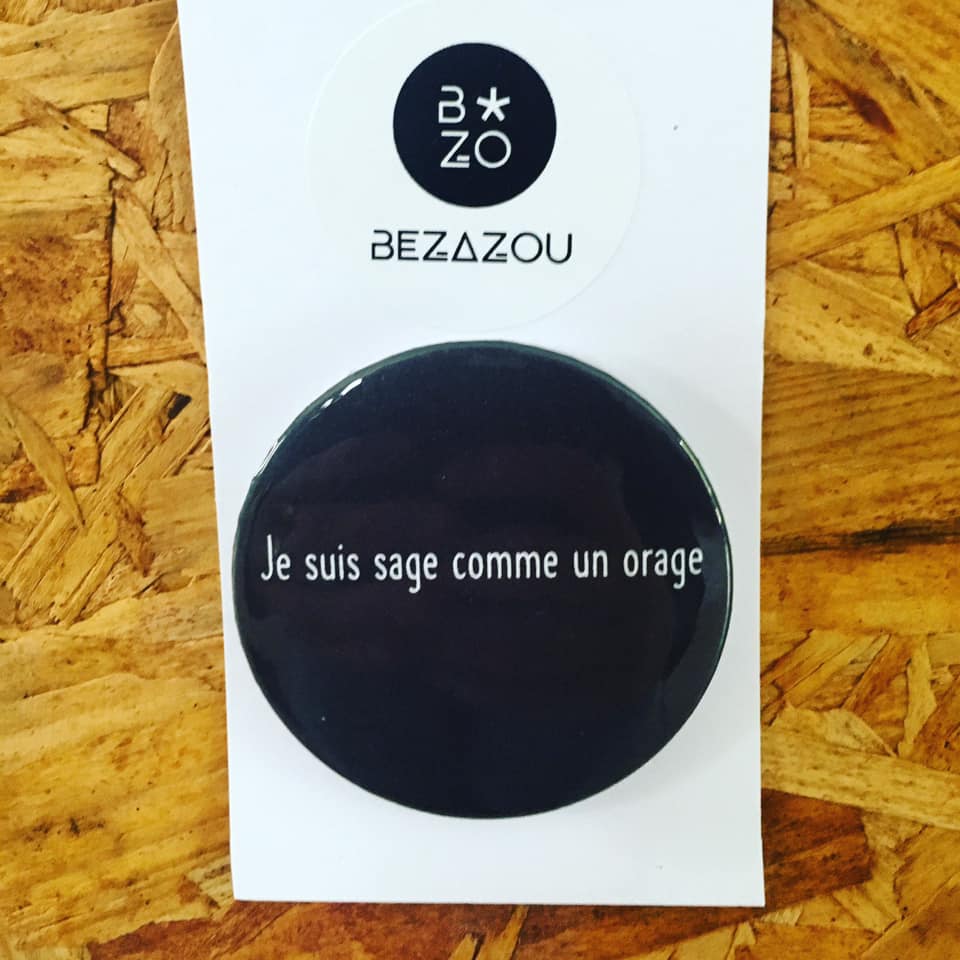 B*
ZO
BEZAZOU
Je suis sage comme un orage